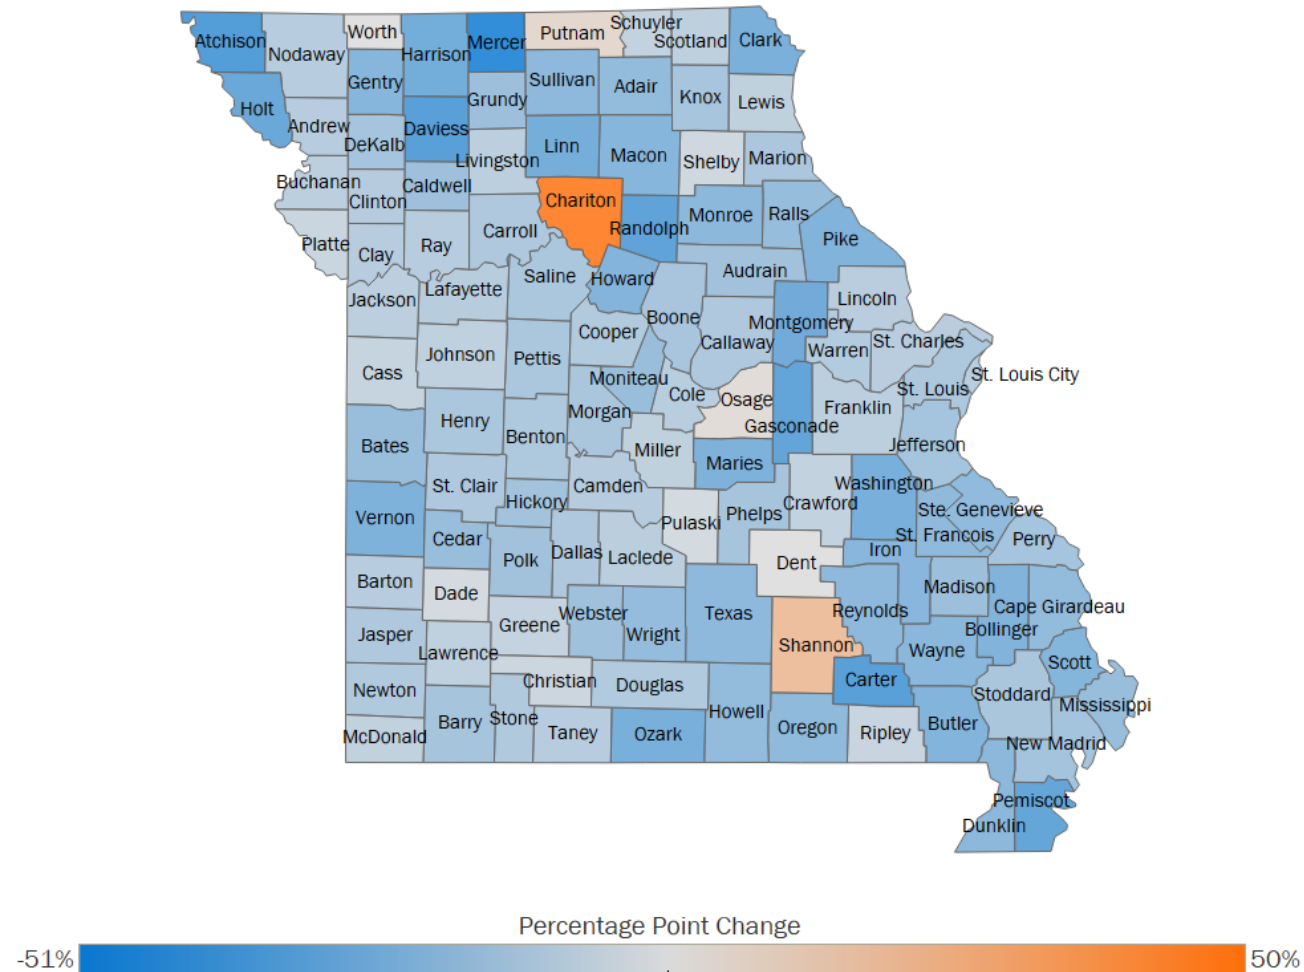 Atchison
Nodaway
Worth
Harrison
Mercer
Putnam
Schuyler
Scotland
Clark
Gentry
Sullivan
Adair
Knox
Lewis
Holt
Andrew
DeKalb
Daviess
Grundy
Linn
Macon
Shelby
Marion
Livingston
Buchanan
Clinton
Caldwell
Chariton
Randolph
Monroe
Ralls
Pike
Platte
Clay
Ray
Carroll
Saline
Howard
Audrain
Jackson
Lafayette
Cooper
Boone
Callaway
Montgomery
Lincoln
Warren
St. Charles
St. Louis City
St. Louis
Cass
Johnson
Pettis
Moniteau
Cole
Osage
Gasconade
Franklin
Jefferson
Bates
Henry
Benton
Morgan
Miller
Maries
Washington
St. Clair
Hickory
Camden
Pulaski
Phelps
Crawford
Ste. Genevieve
St. Francois
Perry
Vernon
Cedar
Polk
Dallas
Laclede
Dent
Iron
Madison
Cape Girardeau
Bollinger
Barton
Dade
Greene
Webster
Wright
Texas
Shannon
Reynolds
Wayne
Scott
Jasper
Lawrence
Christian
Douglas
Howell
Carter
Stoddard
Mississippi
Newton
McDonald
Barry
Stone
Taney
Ozark
Oregon
Ripley
Butler
New Madrid
Pemiscot
Dunklin
Percentage Point Change
-51%
50%